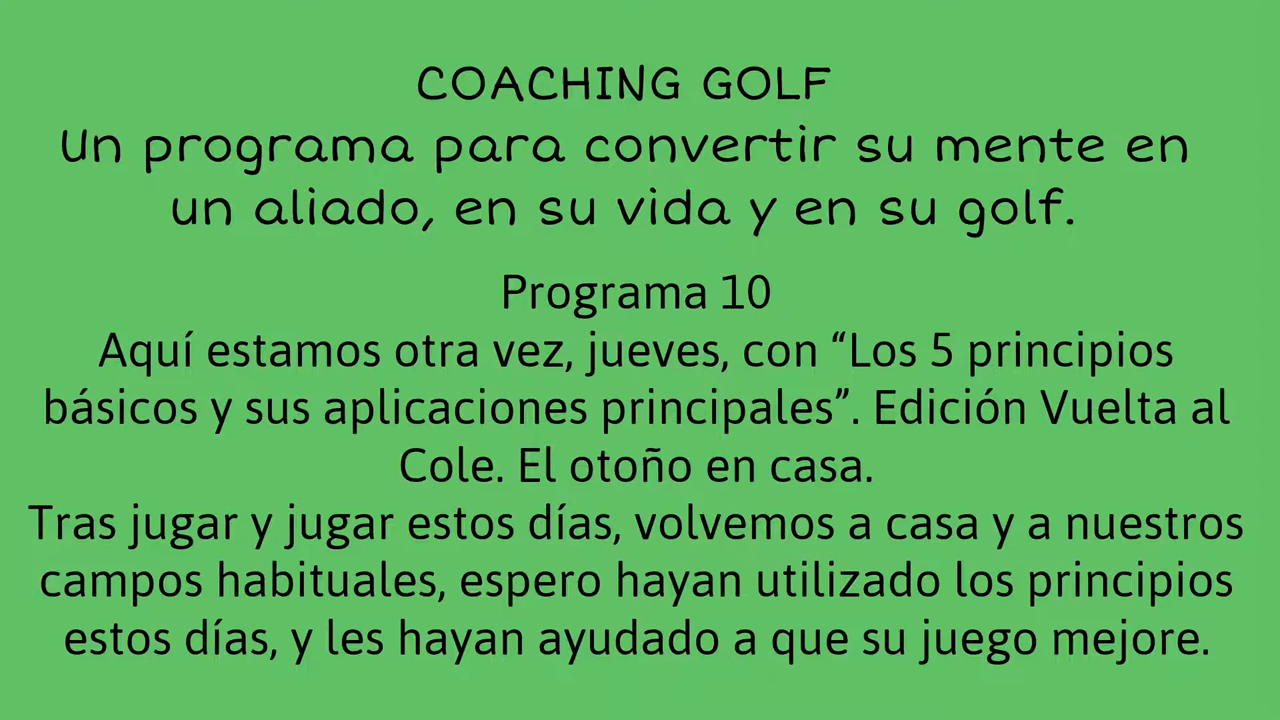 COACHING GOLF
Un programa para convertir su mente en
un aliado, en su vida y en su golf.
Programa 10
Aquí estamos otra vez, jueves, con “Los 5 principios
básicos y sus aplicaciones principales”. Edición Vuelta al
Cole. El otoño en casa.
Tras jugar y jugar estos días, volvemos a casa y a nuestros
campos habituales, espero hayan utilizado los principios
estos días, y les hayan ayudado a que su juego mejore.